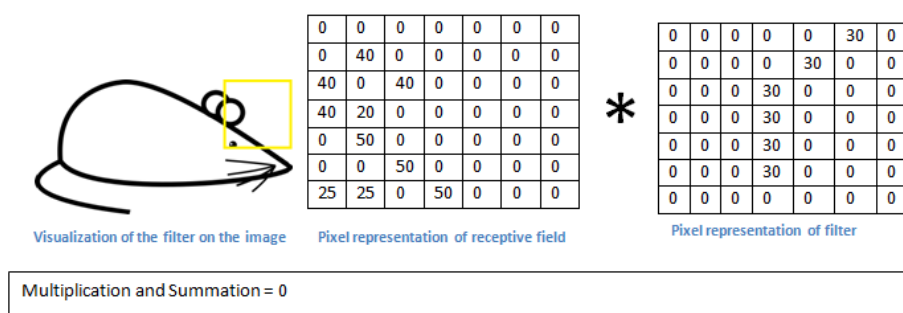 0 0 0 0 0 0 0
0 40 0 0 0 0 0
40 0 40 0 0 0 0
40 20 0 0 0 0 0
0 50 0 0 0 0 0
0 0 50 0 0 0 0
25 25 0 50 0 0 0
*
0 0 0 0 0 30 0
0 0 0 0 30 0 0
0 0 0 30 0 0 0
0 0 0 30 0 0 0
0 0 0 30 0 0 0
0 0 0 30 0 0 0
0 0 0 0 0 0 0
Visualization of the filter on the image
Pixel representation of receptive field
Pixel representation of filter
Multiplication and Summation = 0